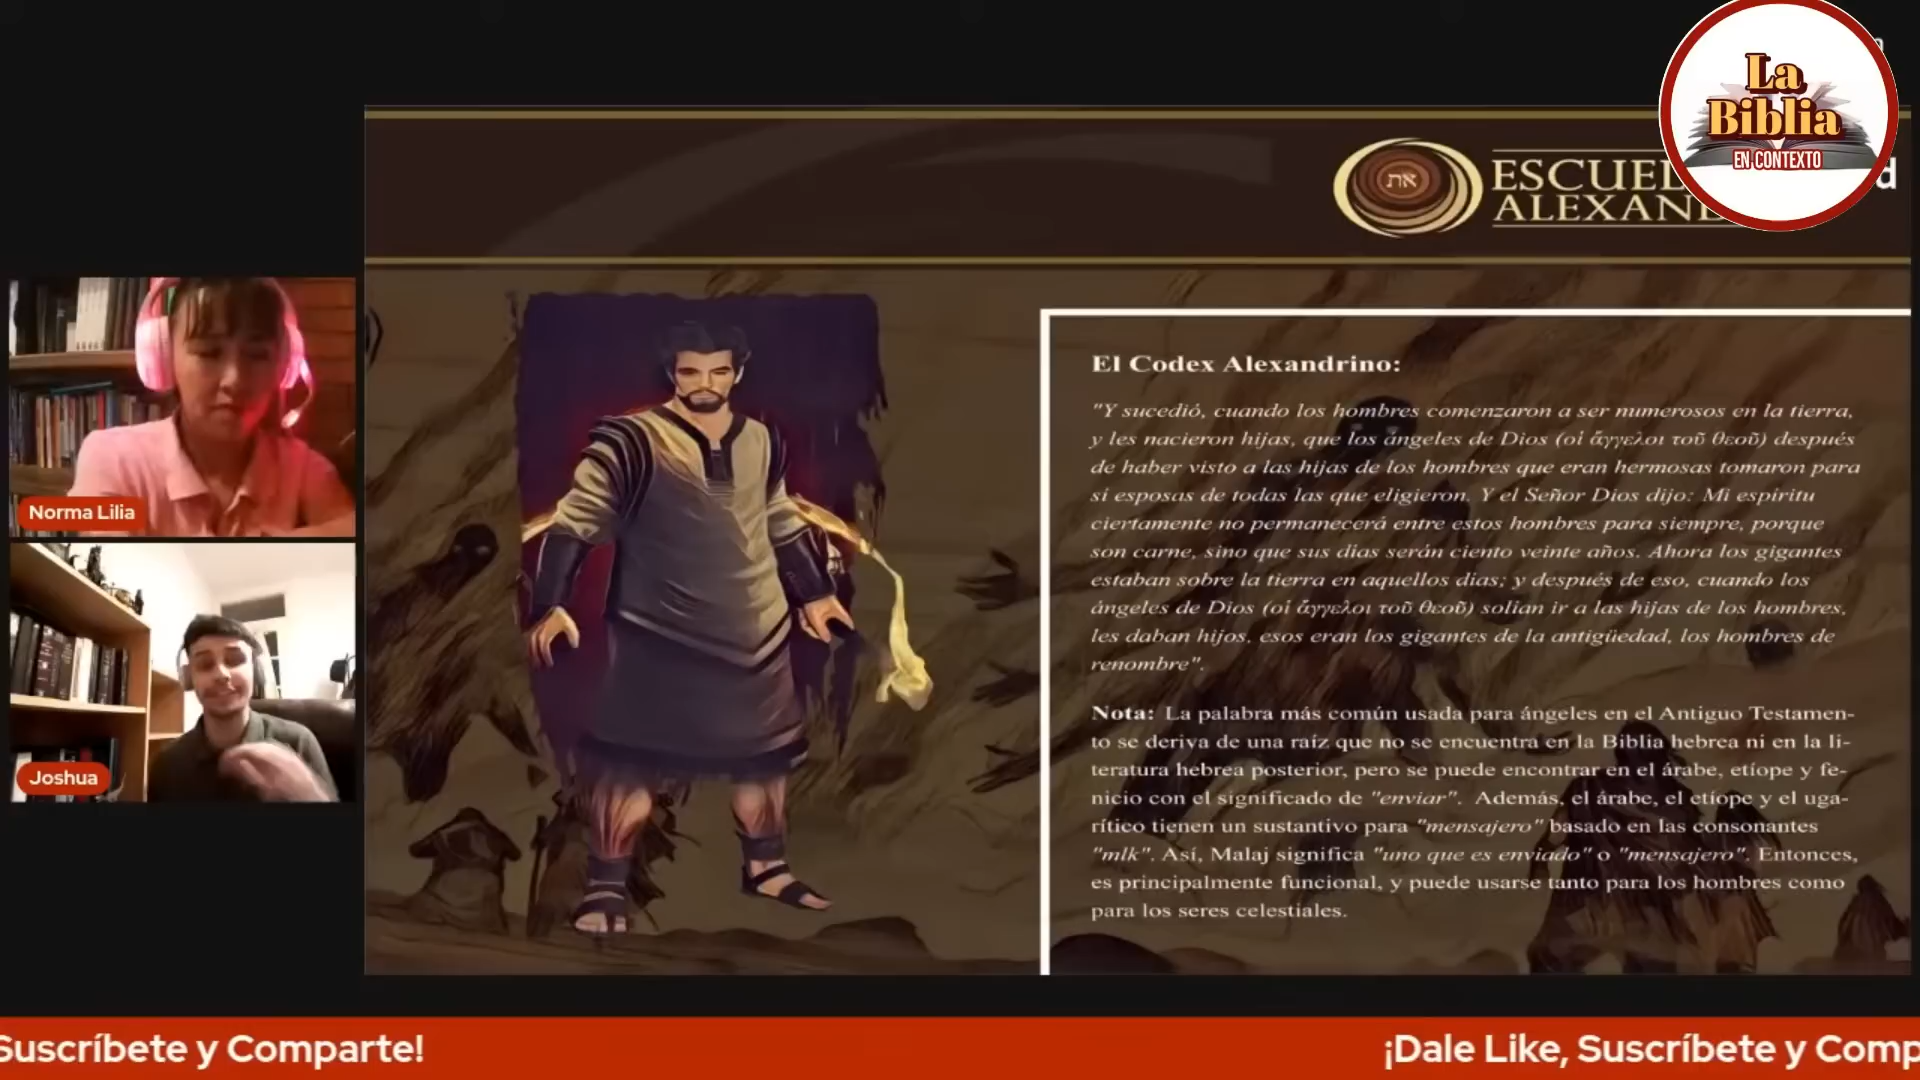 La
Biblia
EN CONTEXTO
את
ESCUEL
ALEXAN
d
El Codex Alexandrino:
"Y sucedió, cuando los hombres comenzaron a ser numerosos en la tierra,
y les nacieron hijas, que los ángeles de Dios (οἱ ἄγγελοι τοῦ θεοῦ) después
de haber visto a las hijas de los hombres que eran hermosas tomaron para
sí esposas de todas las que eligieron. Y el Señor Dios dijo: Mi espíritu
ciertamente no permanecerá entre estos hombres para siempre, porque
son carne, sino que sus días serán ciento veinte años. Ahora los gigantes
estaban sobre la tierra en aquellos días; y después de eso, cuando los
ángeles de Dios (οἱ ἄγγελοι τοῦ θεοῦ) solían ir a las hijas de los hombres,
les daban hijos, esos eran los gigantes de la antigüedad, los hombres de
renombre".
Nota: La palabra más común usada para ángeles en el Antiguo Testamen-
to se deriva de una raíz que no se encuentra en la Biblia hebrea ni en la li-
teratura hebrea posterior, pero se puede encontrar en el árabe, etíope y fe-
nicio con el significado de "enviar". Además, el árabe, el etíope y el uga-
rítico tienen un sustantivo para "mensajero" basado en las consonantes
"mlk". Así, Malaj significa "uno que es enviado" o "mensajero". Entonces,
es principalmente funcional, y puede usarse tanto para los hombres como
para los seres celestiales.
Norma Lilia
Joshua
Suscríbete y Comparte!
¡Dale Like, Suscríbete y Comp